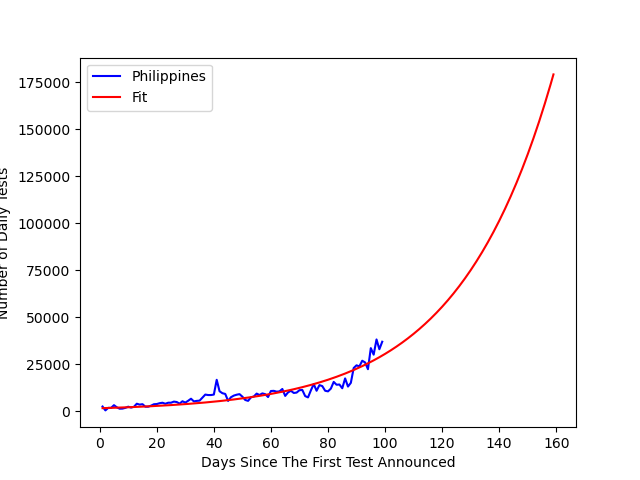 Philippines
Fit
175000
150000
125000
100000
75000
50000
25000
0
Number of Daily Tests
0 20 40 60 80 100 120 140 160
Days Since The First Test Announced